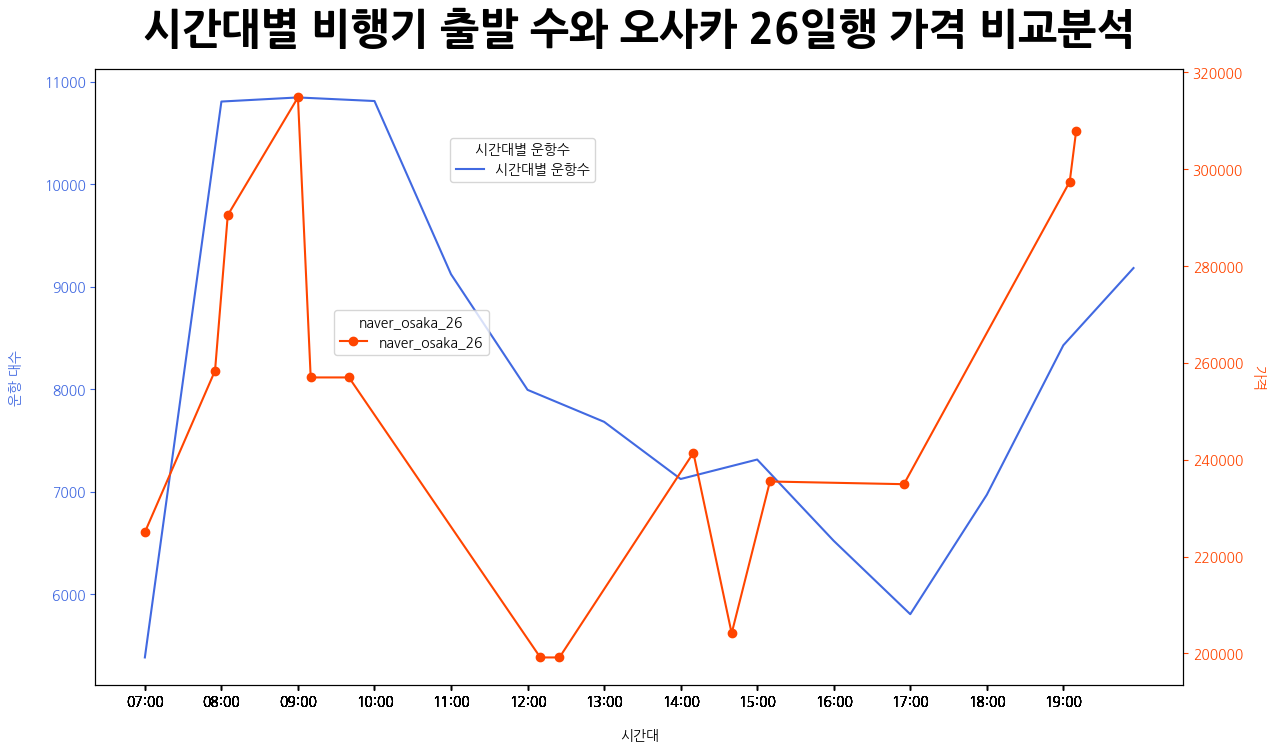 시간대별 비행기 출발 수와 오사카 26일행 가격 비교분석
11000
10000
9000
8000
7000
6000
운항 대수
시간대별 운항수
시간대별 운항수
naver_osaka_26
naver_osaka_26
320000
300000
280000
260000
240000
220000
200000
가격
07:00 08:00 09:00 10:00 11:00 12:00 13:00 14:00 15:00 16:00 17:00 18:00 19:00
시간대